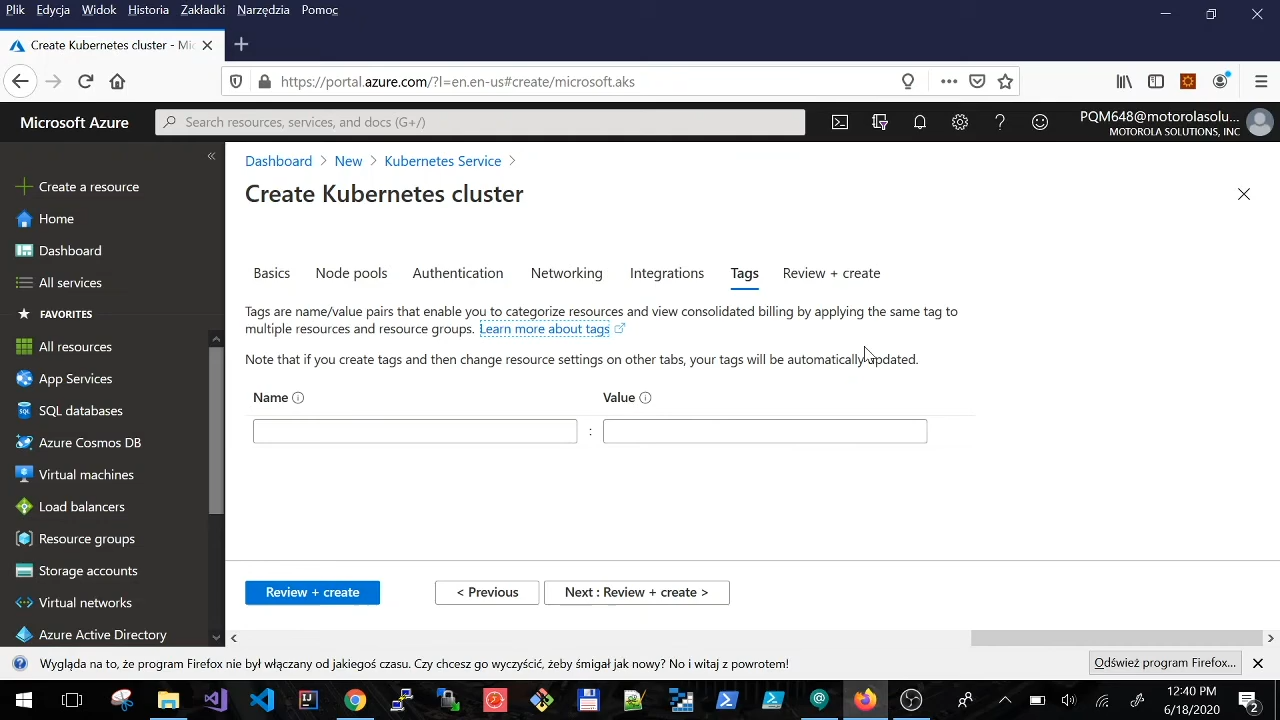 Plik Edycja Widok Historia Zakładki Narzędzia Pomoc
Create Kubernetes cluster - Mic
https://portal.azure.com/?l=en.en-us#create/microsoft.aks
Microsoft Azure
Search resources, services, and docs (G+/)
PQM648@motorolasolu...
MOTOROLA SOLUTIONS, INC
Create a resource
Home
Dashboard
All services
FAVORITES
All resources
App Services
SQL databases
Azure Cosmos DB
Virtual machines
Load balancers
Resource groups
Storage accounts
Virtual networks
Azure Active Directory
Dashboard > New > Kubernetes Service >
Create Kubernetes cluster
Basics Node pools Authentication Networking Integrations Tags Review + create
Tags are name/value pairs that enable you to categorize resources and view consolidated billing by applying the same tag to
multiple resources and resource groups. Learn more about tags
Note that if you create tags and then change resource settings on other tabs, your tags will be automatically updated.
Name Value
:
Review + create < Previous Next : Review + create >
Wygląda na to, że program Firefox nie był włączany od jakiegoś czasu. Czy chcesz go wyczyścić, żeby śmigał jak nowy? No i witaj z powrotem!
Odśwież program Firefox...
12:40 PM
6/18/2020
2